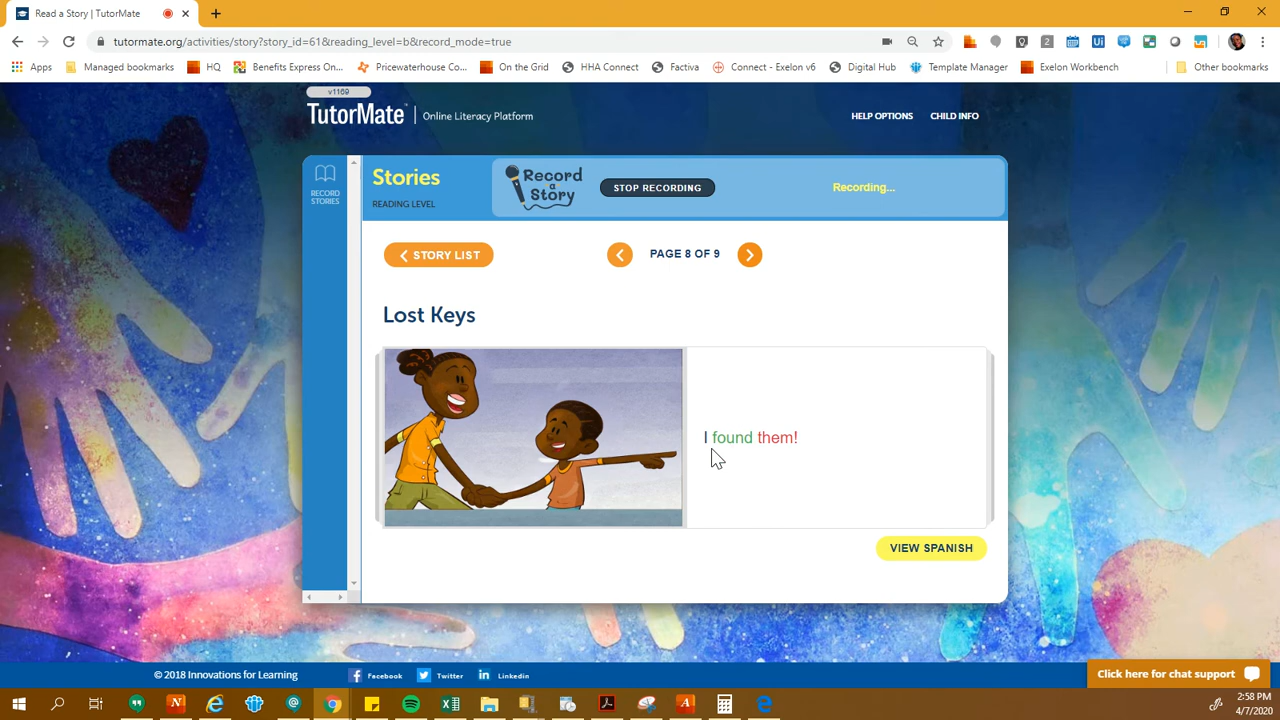 Read a Story | TutorMate
tutormate.org/activities/story?story_id=61&reading_level=b&record_mode=true
2
Ui
Apps
Managed bookmarks
HQ
Benefits Express On...
Pricewaterhouse Co...
On the Grid
HHA Connect
Factiva
Connect - Exelon v6
Digital Hub
Template Manager
Exelon Workbench
Other bookmarks
v1169
TutorMate™ | Online Literacy Platform
HELP OPTIONS
CHILD INFO
RECORD
STORIES
Stories
READING LEVEL
Record
a
Story
STOP RECORDING
Recording...
STORY LIST
PAGE 8 OF 9
Lost Keys
I found them!
VIEW SPANISH
© 2018 Innovations for Learning
Facebook
Twitter
Linkedin
Click here for chat support
2:58 PM
4/7/2020